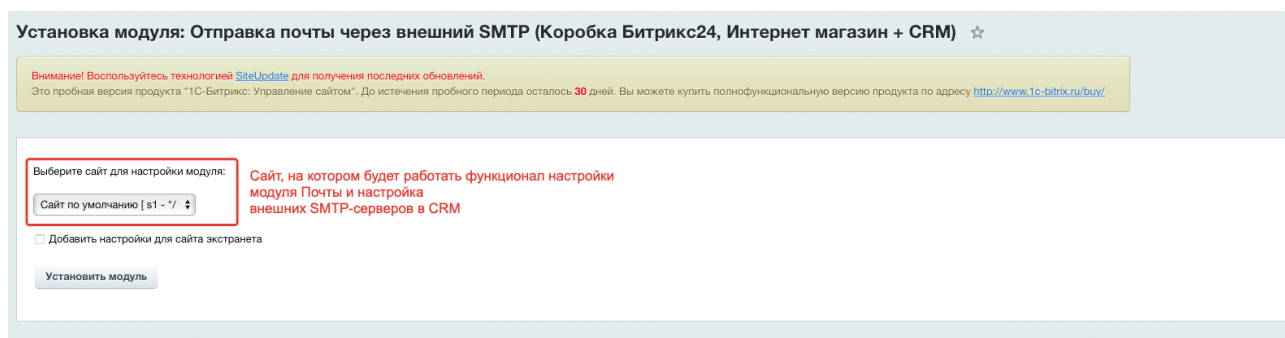 Установка модуля: Отправка почты через внешний SMTP (Коробка Битрикс24, Интернет магазин + CRM)
Внимание! Воспользуйтесь технологией SiteUpdate для получения последних обновлений.
Это пробная версия продукта "1С-Битрикс: Управление сайтом". До истечения пробного периода осталось 30 дней. Вы можете купить полнофункциональную версию продукта по адресу http://www.1c-bitrix.ru/buy/
Выберите сайт для настройки модуля:
Сайт, на котором будет работать функционал настройки
модуля Почты и настройка
внешних SMTP-серверов в CRM
Сайт по умолчанию [ s1 - "/
Добавить настройки для сайта экстранета
Установить модуль